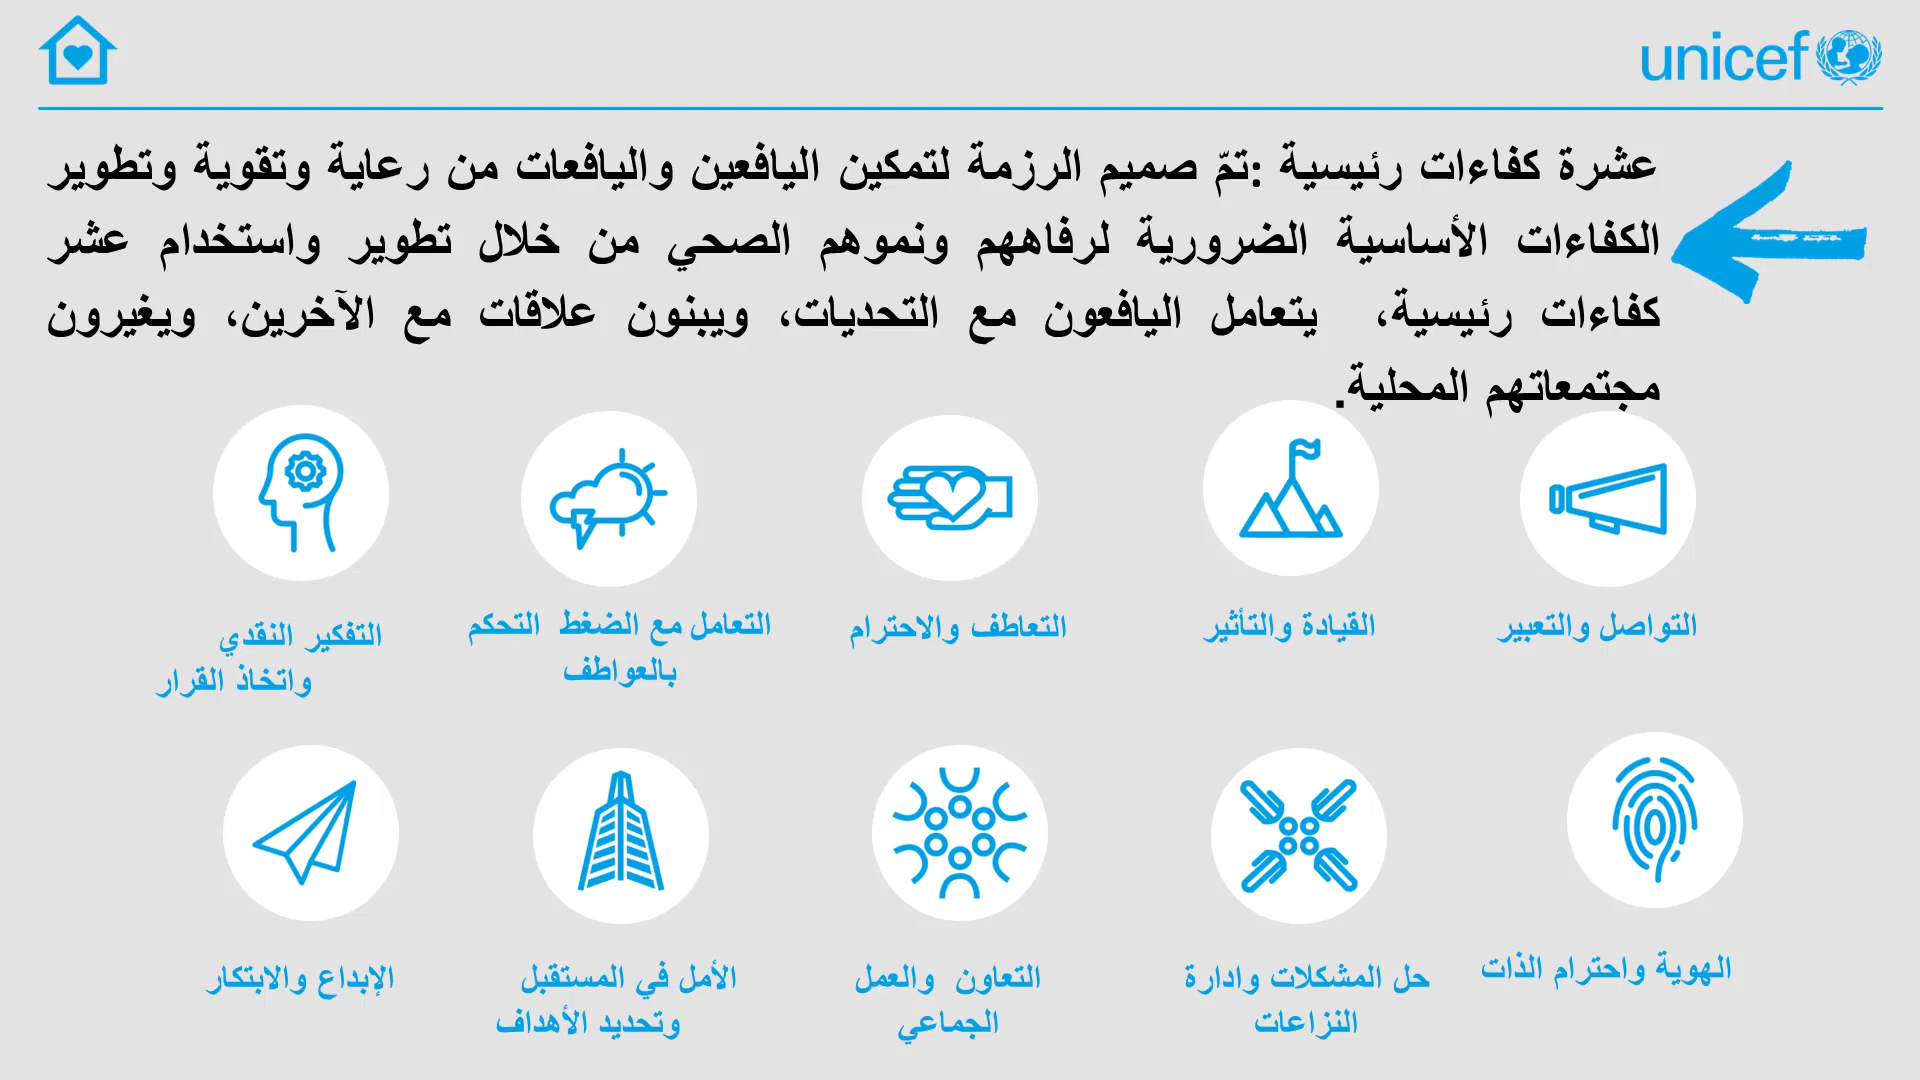 unicef
عشرة كفاءات رئيسية :تمّ صميم الرزمة لتمكين اليافعين واليافعات من رعاية وتقوية وتطوير
الكفاءات الأساسية الضرورية لرفاههم ونموهم الصحي من خلال تطوير واستخدام عشر
كفاءات رئيسية، يتعامل اليافعون مع التحديات، ويبنون علاقات مع الآخرين، ويغيرون
مجتمعاتهم المحلية.
التواصل والتعبير
القيادة والتأثير
التعاطف والاحترام
التعامل مع الضغط التحكم
بالعواطف
التفكير النقدي
واتخاذ القرار
الهوية واحترام الذات
حل المشكلات وادارة
النزاعات
التعاون والعمل
الجماعي
الأمل في المستقبل
وتحديد الأهداف
الإبداع والابتكار